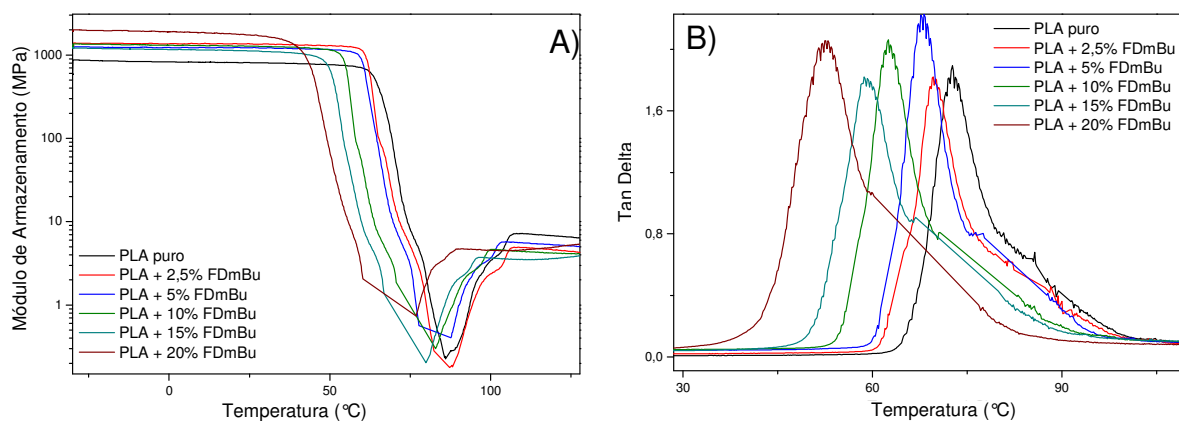 A)
Módulo de Armazenamento (MPa)
1000
100
10
1
PLA puro
PLA + 2,5% FDmBu
PLA + 5% FDmBu
PLA + 10% FDmBu
PLA + 15% FDmBu
PLA + 20% FDmBu
0
50
100
Temperatura (°C)
B)
Tan Delta
1,6
0,8
0,0
PLA puro
PLA + 2,5% FDmBu
PLA + 5% FDmBu
PLA + 10% FDmBu
PLA + 15% FDmBu
PLA + 20% FDmBu
30
60
90
Temperatura (°C)